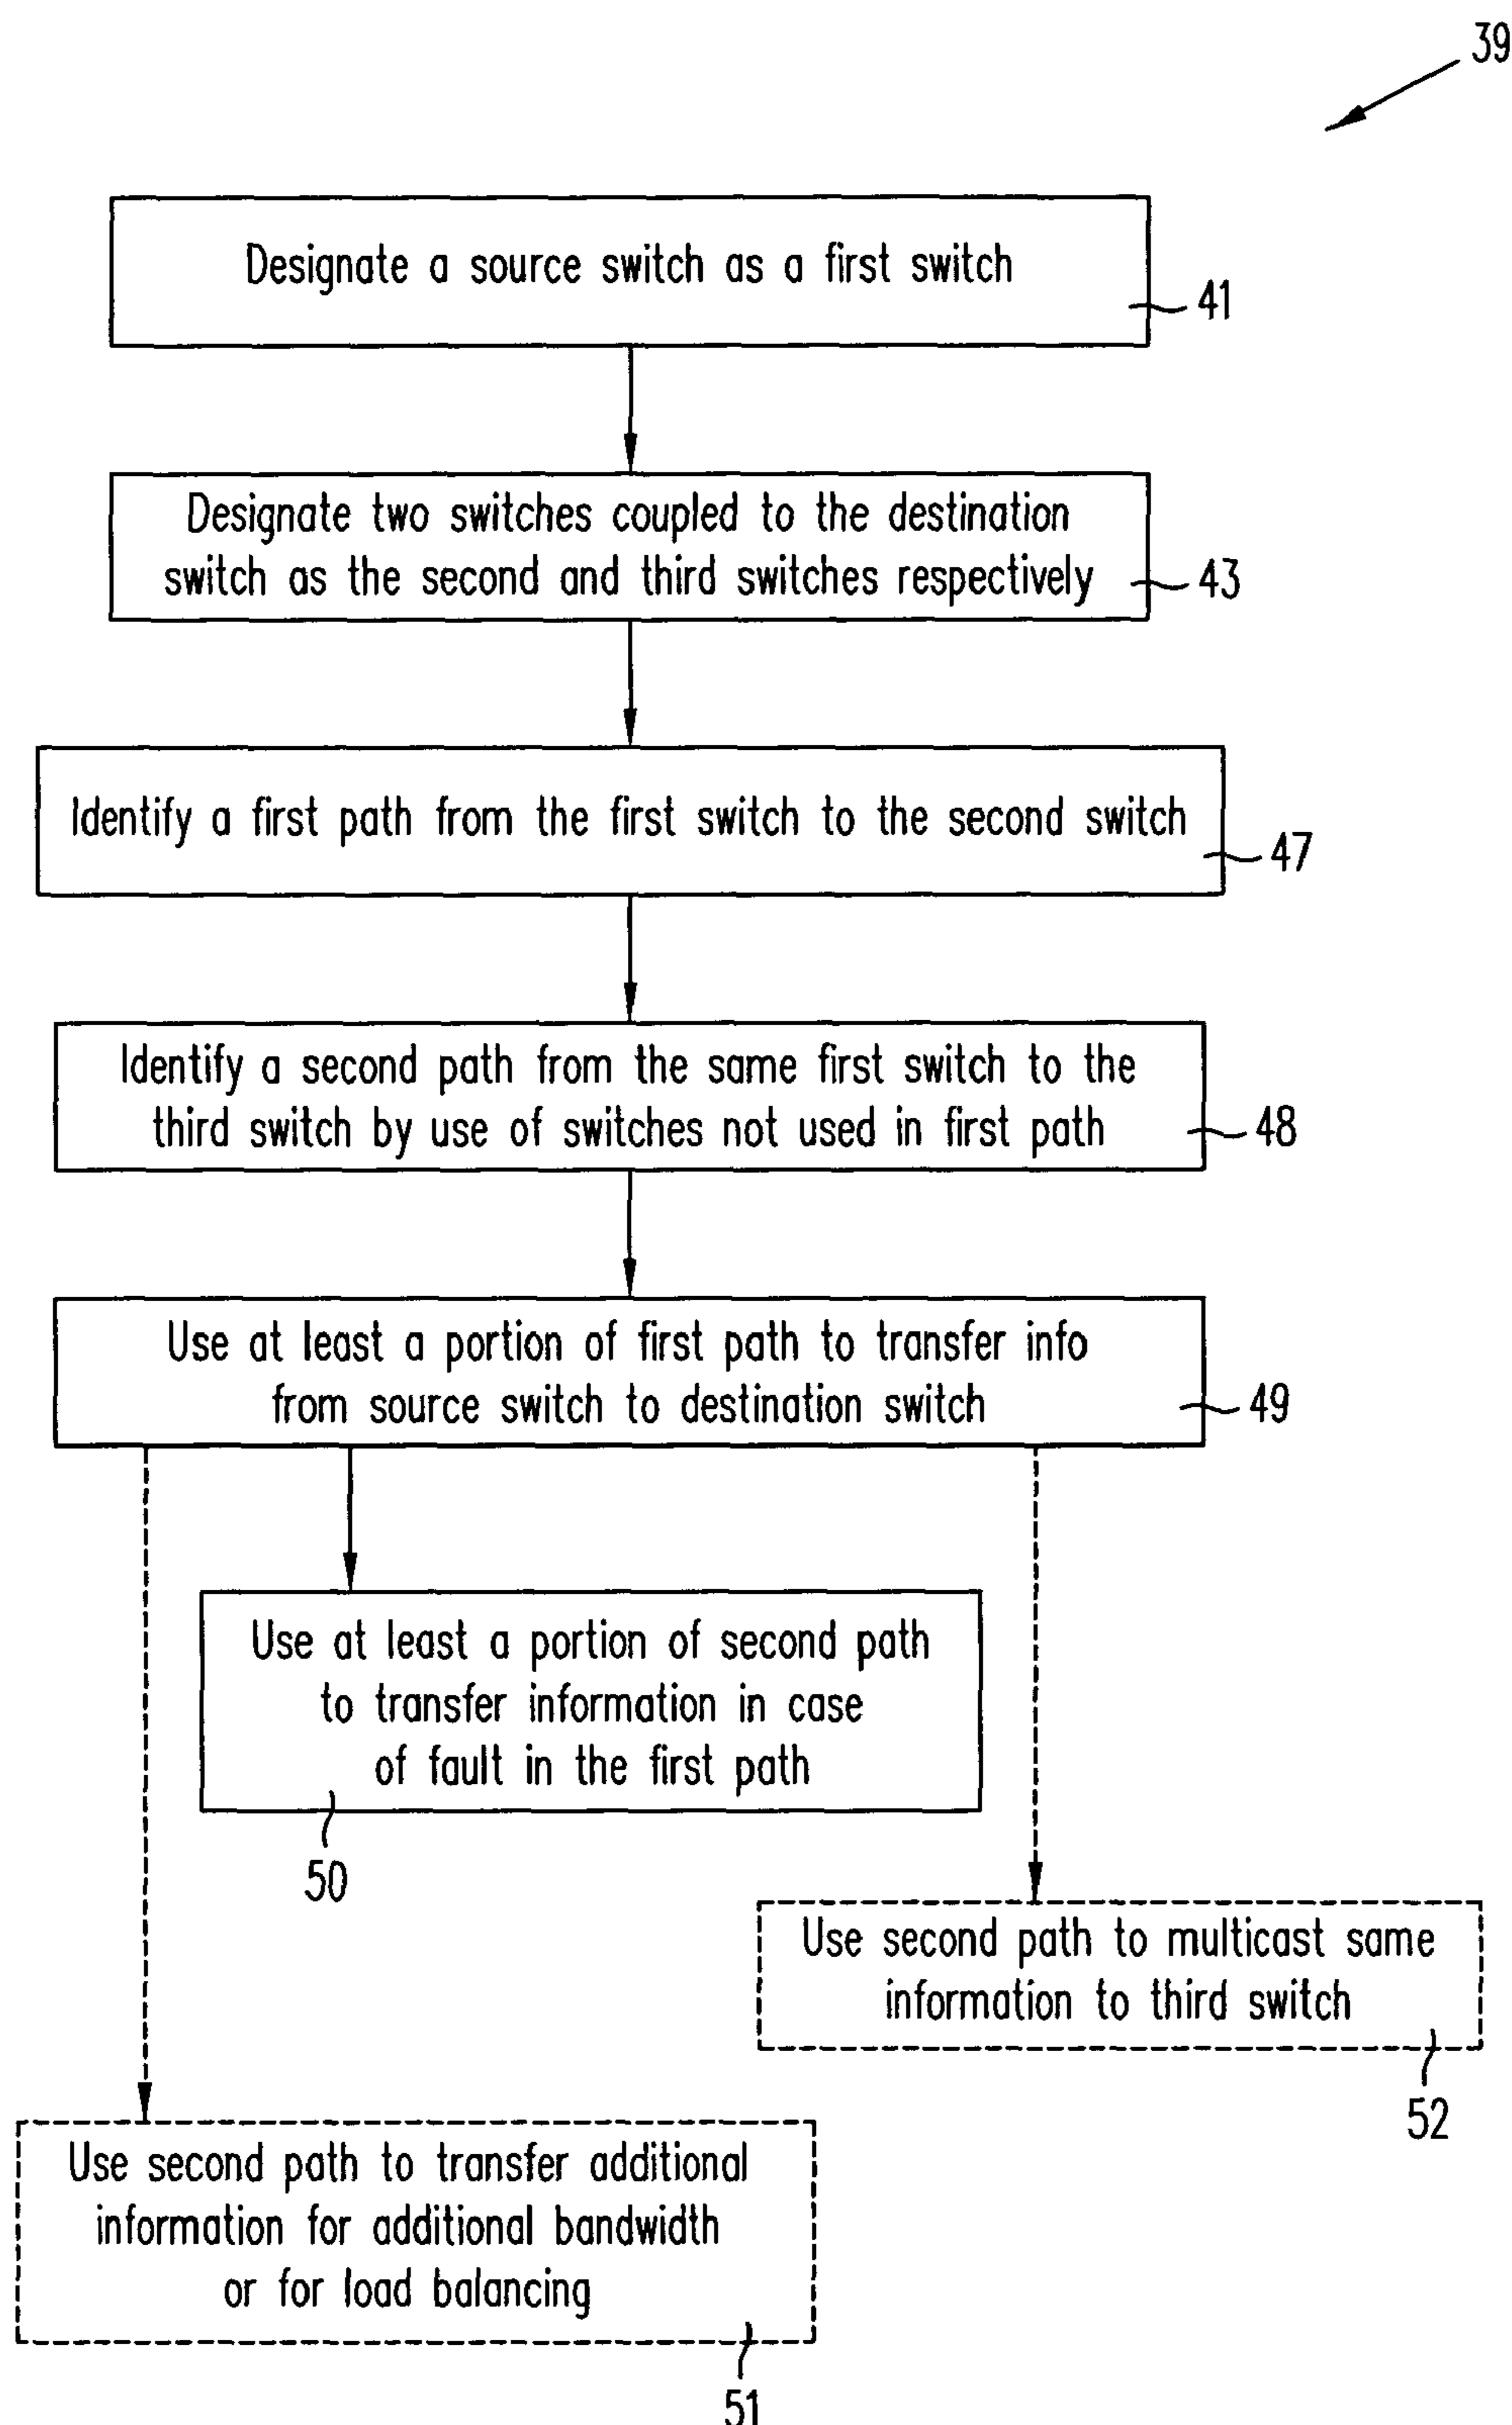 39
Designate a source switch as a first switch
41
Designate two switches coupled to the destination
switch as the second and third switches respectively
43
Identify a first path from the first switch to the second switch
47
Identify a second path from the same first switch to the
third switch by use of switches not used in first path
48
Use at least a portion of first path to transfer info
from source switch to destination switch
49
Use at least a portion of second path
to transfer information in case
of fault in the first path
50
Use second path to multicast same
information to third switch
52
Use second path to transfer additional
information for additional bandwidth
or for load balancing
51